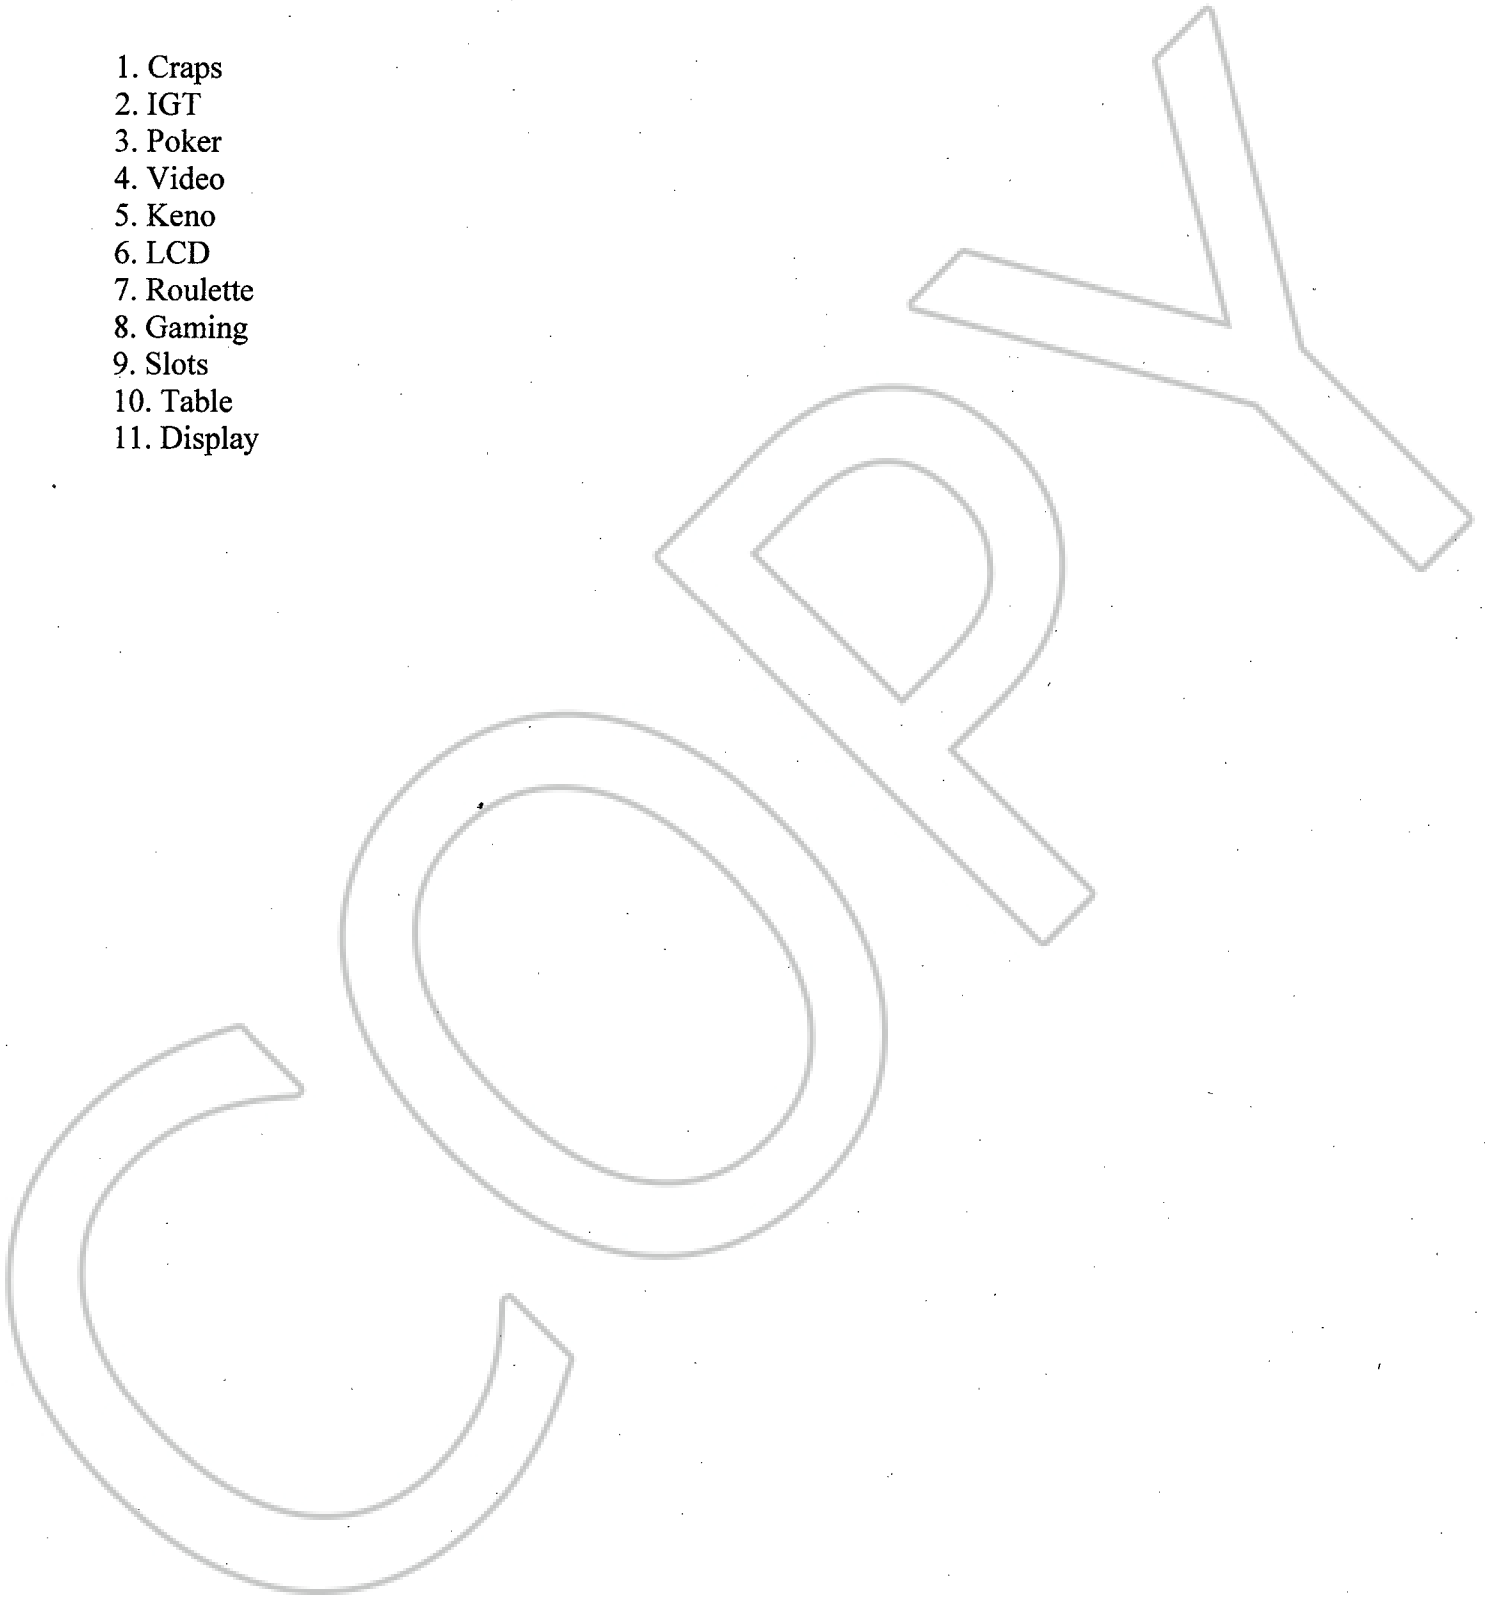 1. Craps
2. IGT
3. Poker
4. Video
5. Keno
6. LCD
7. Roulette
8. Gaming
9. Slots
10. Table
11. Display
COPY